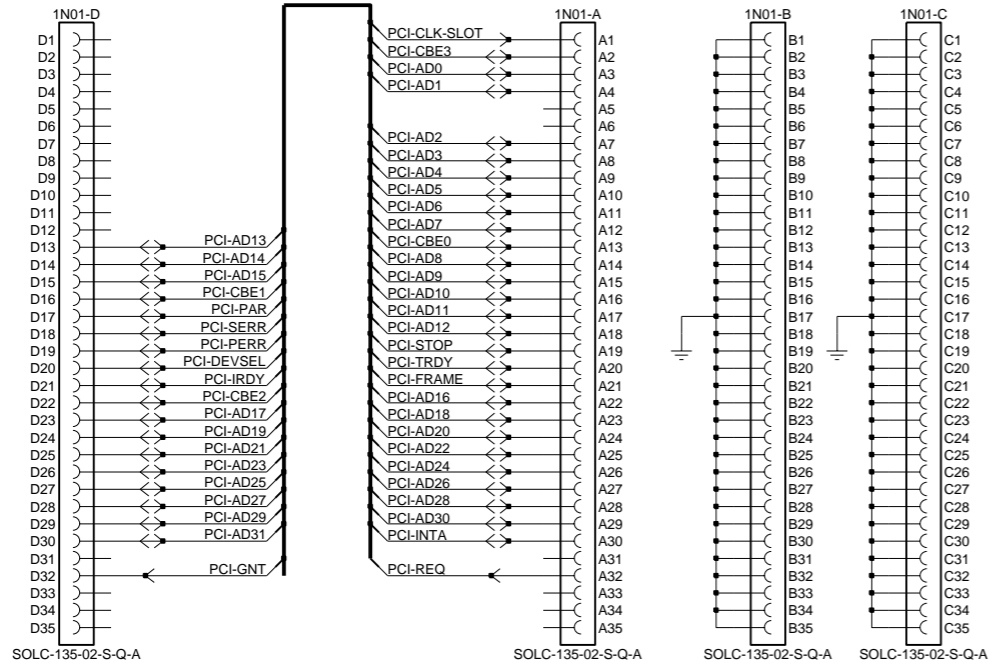 1N01-D
1N01-A
1N01-B
1N01-C
D1
D2
D3
D4
D5
D6
D7
D8
D9
D10
D11
D12
D13 PCI-AD13
D14 PCI-AD14
D15 PCI-AD15
D16 PCI-CBE1
D17 PCI-PAR
D18 PCI-SERR
D19 PCI-PERR
D20 PCI-DEVSEL
D21 PCI-IRDY
D22 PCI-CBE2
D23 PCI-AD17
D24 PCI-AD19
D25 PCI-AD21
D26 PCI-AD23
D27 PCI-AD25
D28 PCI-AD27
D29 PCI-AD29
D30 PCI-AD31
D31
D32 PCI-GNT
D33
D34
D35
SOLC-135-02-S-Q-A
PCI-CLK-SLOT A1
PCI-CBE3 A2
PCI-AD0 A3
PCI-AD1 A4
A5
A6
PCI-AD2 A7
PCI-AD3 A8
PCI-AD4 A9
PCI-AD5 A10
PCI-AD6 A11
PCI-AD7 A12
PCI-CBE0 A13
PCI-AD8 A14
PCI-AD9 A15
PCI-AD10 A16
PCI-AD11 A17
PCI-AD12 A18
PCI-STOP A19
PCI-TRDY A20
PCI-FRAME A21
PCI-AD16 A22
PCI-AD18 A23
PCI-AD20 A24
PCI-AD22 A25
PCI-AD24 A26
PCI-AD26 A27
PCI-AD28 A28
PCI-AD30 A29
PCI-INTA A30
A31
PCI-REQ A32
A33
A34
A35
SOLC-135-02-S-Q-A
B1
B2
B3
B4
B5
B6
B7
B8
B9
B10
B11
B12
B13
B14
B15
B16
B17
B18
B19
B20
B21
B22
B23
B24
B25
B26
B27
B28
B29
B30
B31
B32
B33
B34
B35
SOLC-135-02-S-Q-A
C1
C2
C3
C4
C5
C6
C7
C8
C9
C10
C11
C12
C13
C14
C15
C16
C17
C18
C19
C20
C21
C22
C23
C24
C25
C26
C27
C28
C29
C30
C31
C32
C33
C34
C35
SOLC-135-02-S-Q-A